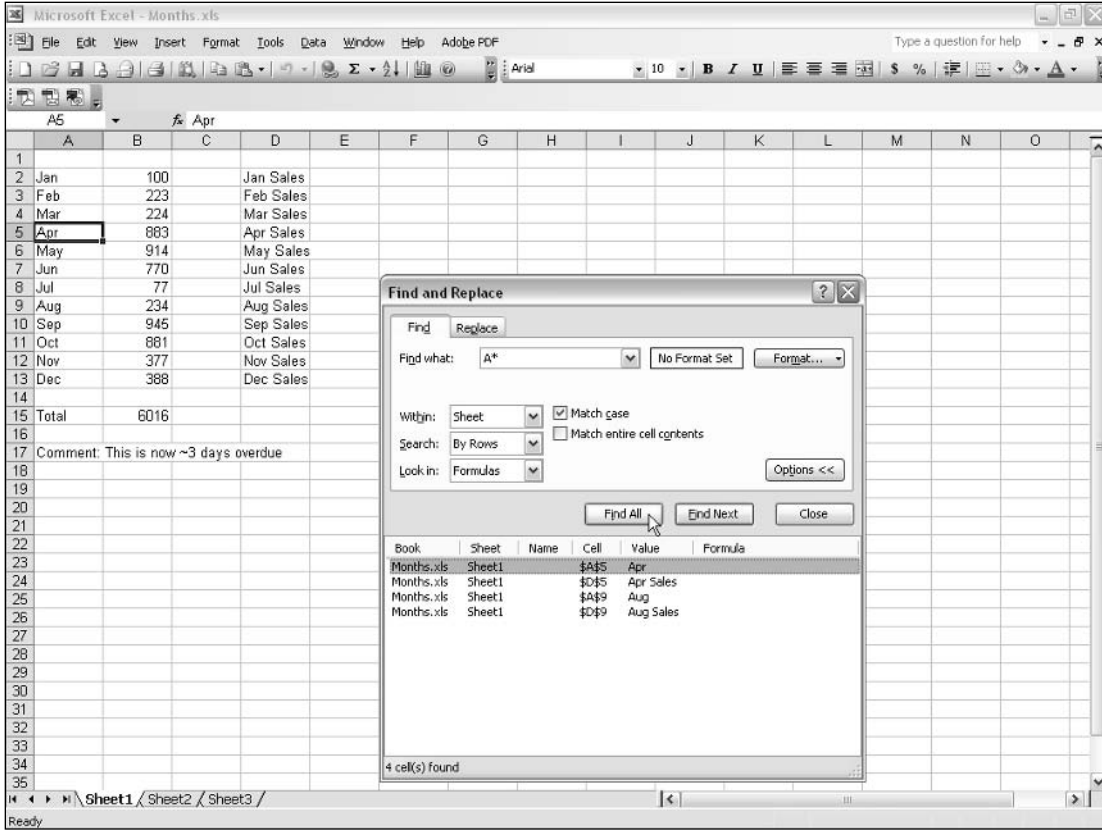 Microsoft Excel - Months.xls
File Edit View Insert Format Tools Data Window Help Adobe PDF Type a question for help
Arial 10 B I U $ %
A5 fx Apr
A B C D E F G H I J K L M N O
1
2 Jan 100 Jan Sales
3 Feb 223 Feb Sales
4 Mar 224 Mar Sales
5 Apr 883 Apr Sales
6 May 914 May Sales
7 Jun 770 Jun Sales
8 Jul 77 Jul Sales
9 Aug 234 Aug Sales
10 Sep 945 Sep Sales
11 Oct 881 Oct Sales
12 Nov 377 Nov Sales
13 Dec 388 Dec Sales
14
15 Total 6016
16
17 Comment: This is now ~3 days overdue
18
19
20
21
22
23
24
25
26
27
28
29
30
31
32
33
34
35
Find and Replace
Find Replace
Find what: A* No Format Set Format...
Within: Sheet Match case
Search: By Rows Match entire cell contents
Look in: Formulas Options <<
Find All Find Next Close
Book Sheet Name Cell Value Formula
Months.xls Sheet1 $A$5 Apr
Months.xls Sheet1 $D$5 Apr Sales
Months.xls Sheet1 $A$9 Aug
Months.xls Sheet1 $D$9 Aug Sales
4 cell(s) found
Sheet1 Sheet2 Sheet3
Ready